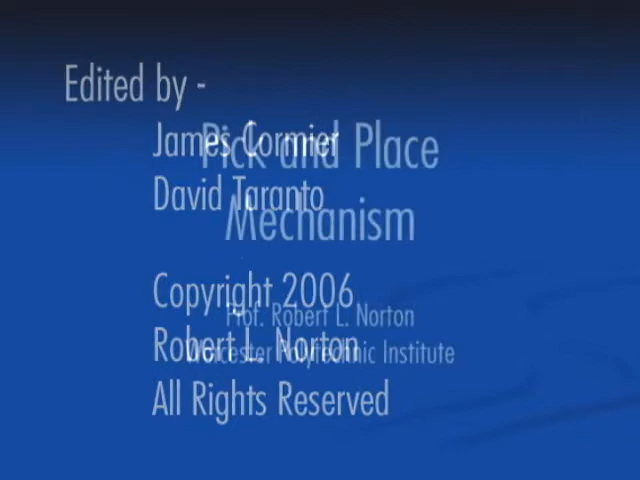 Edited by -
James Cormier
David Taranto
Copyright 2006
Robert L. Norton
All Rights Reserved
Pick and Place
Mechanism
Prof. Robert L. Norton
Worcester Polytechnic Institute